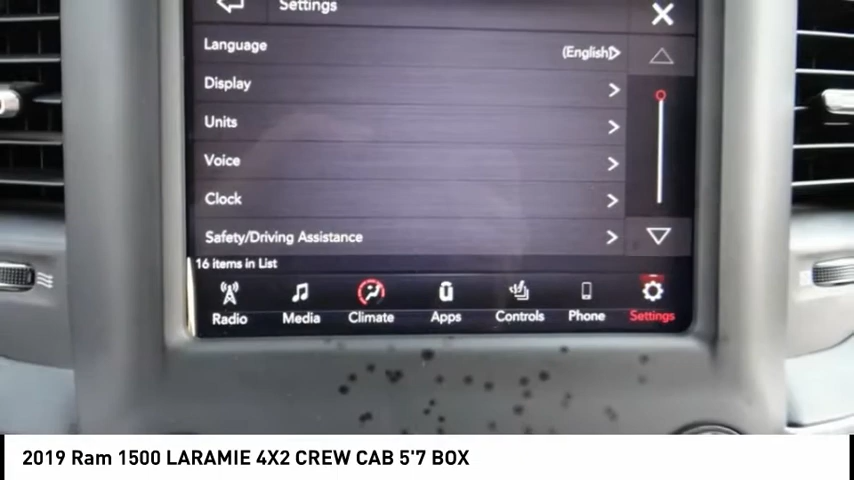 Settings
Language (English)
Display
Units
Voice
Clock
Safety/Driving Assistance
16 items in List
Radio Media Climate Apps Controls Phone Settings
2019 Ram 1500 LARAMIE 4X2 CREW CAB 5'7 BOX